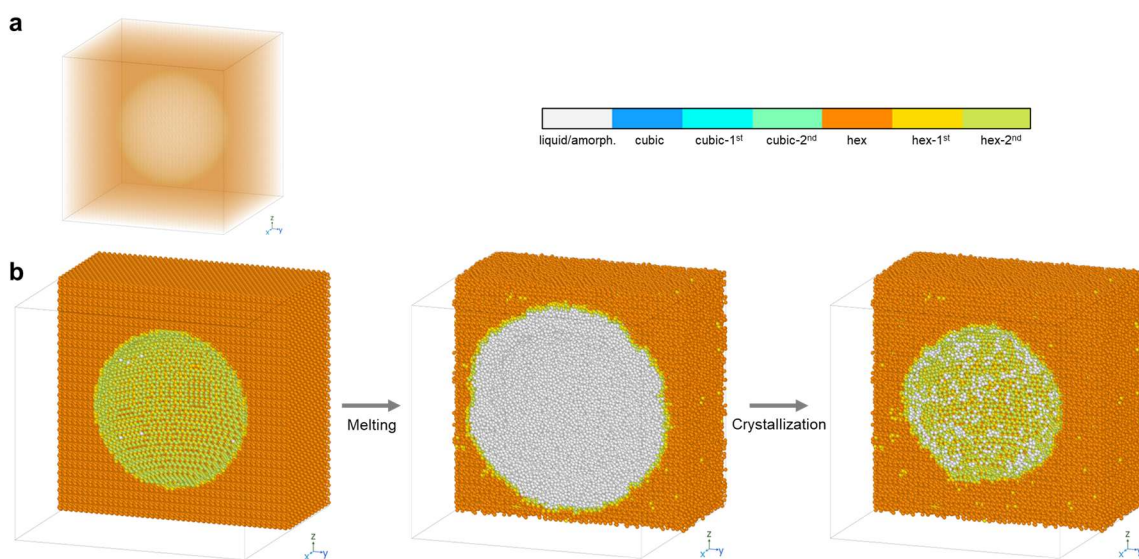 a
z
x y
liquid/amorph. cubic cubic-1st cubic-2nd hex hex-1st hex-2nd
b
Melting
Crystallization
z
x y
z
x y
z
x y